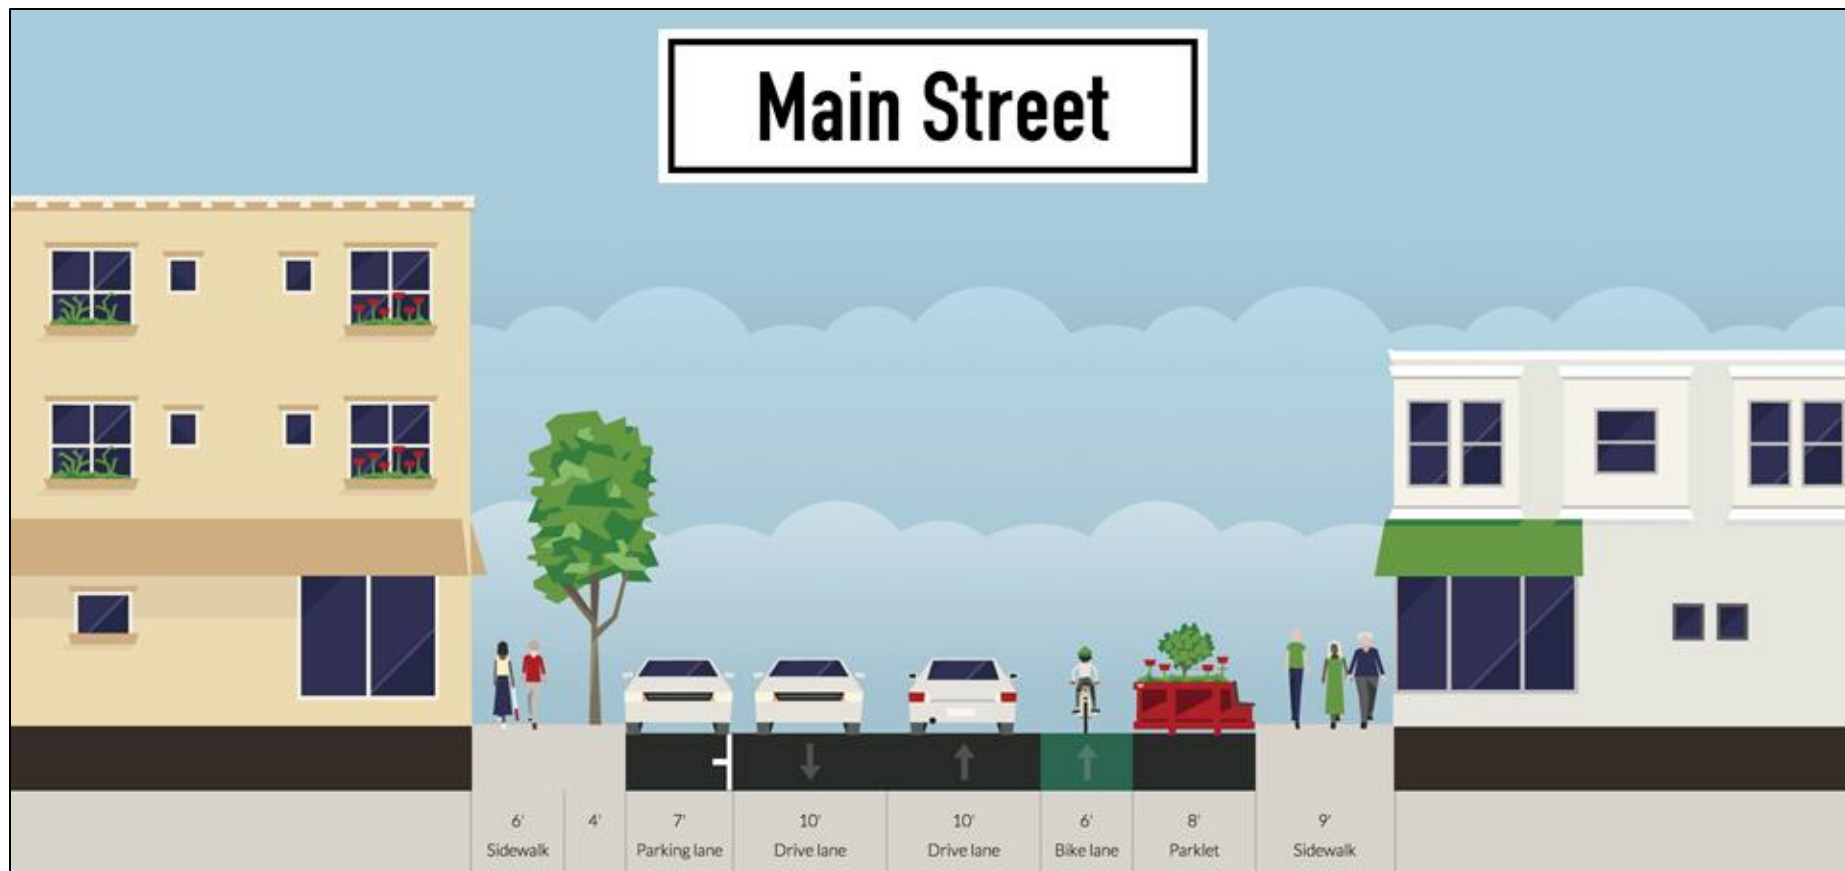 Main Street
6' 4' 7' 10' 10' 6' 8' 9'
Sidewalk Parking lane Drive lane Drive lane Bike lane Parklet Sidewalk